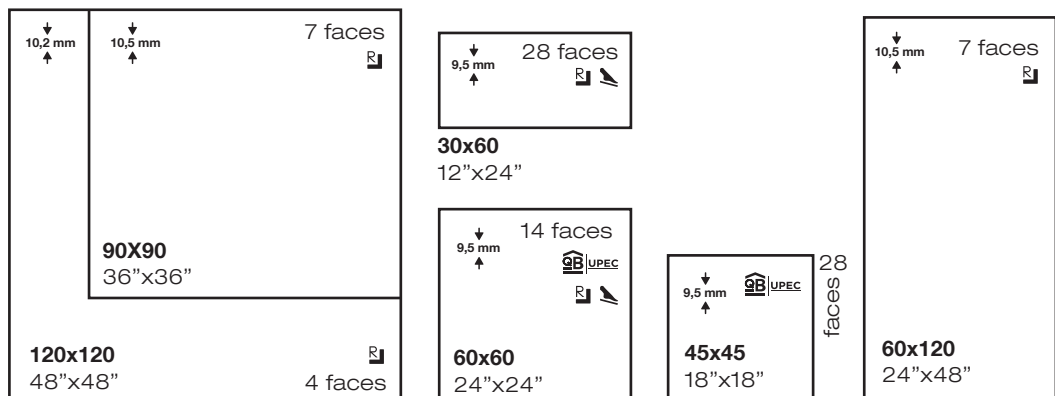 10,2 mm
10,5 mm
7 faces
R
90X90
36”x36”
120x120
48”x48”
R
4 faces
9,5 mm
28 faces
R
30x60
12”x24”
9,5 mm
14 faces
QB UPEC
R
60x60
24”x24”
9,5 mm
QB UPEC
28
faces
45x45
18”x18”
10,5 mm
7 faces
R
60x120
24”x48”